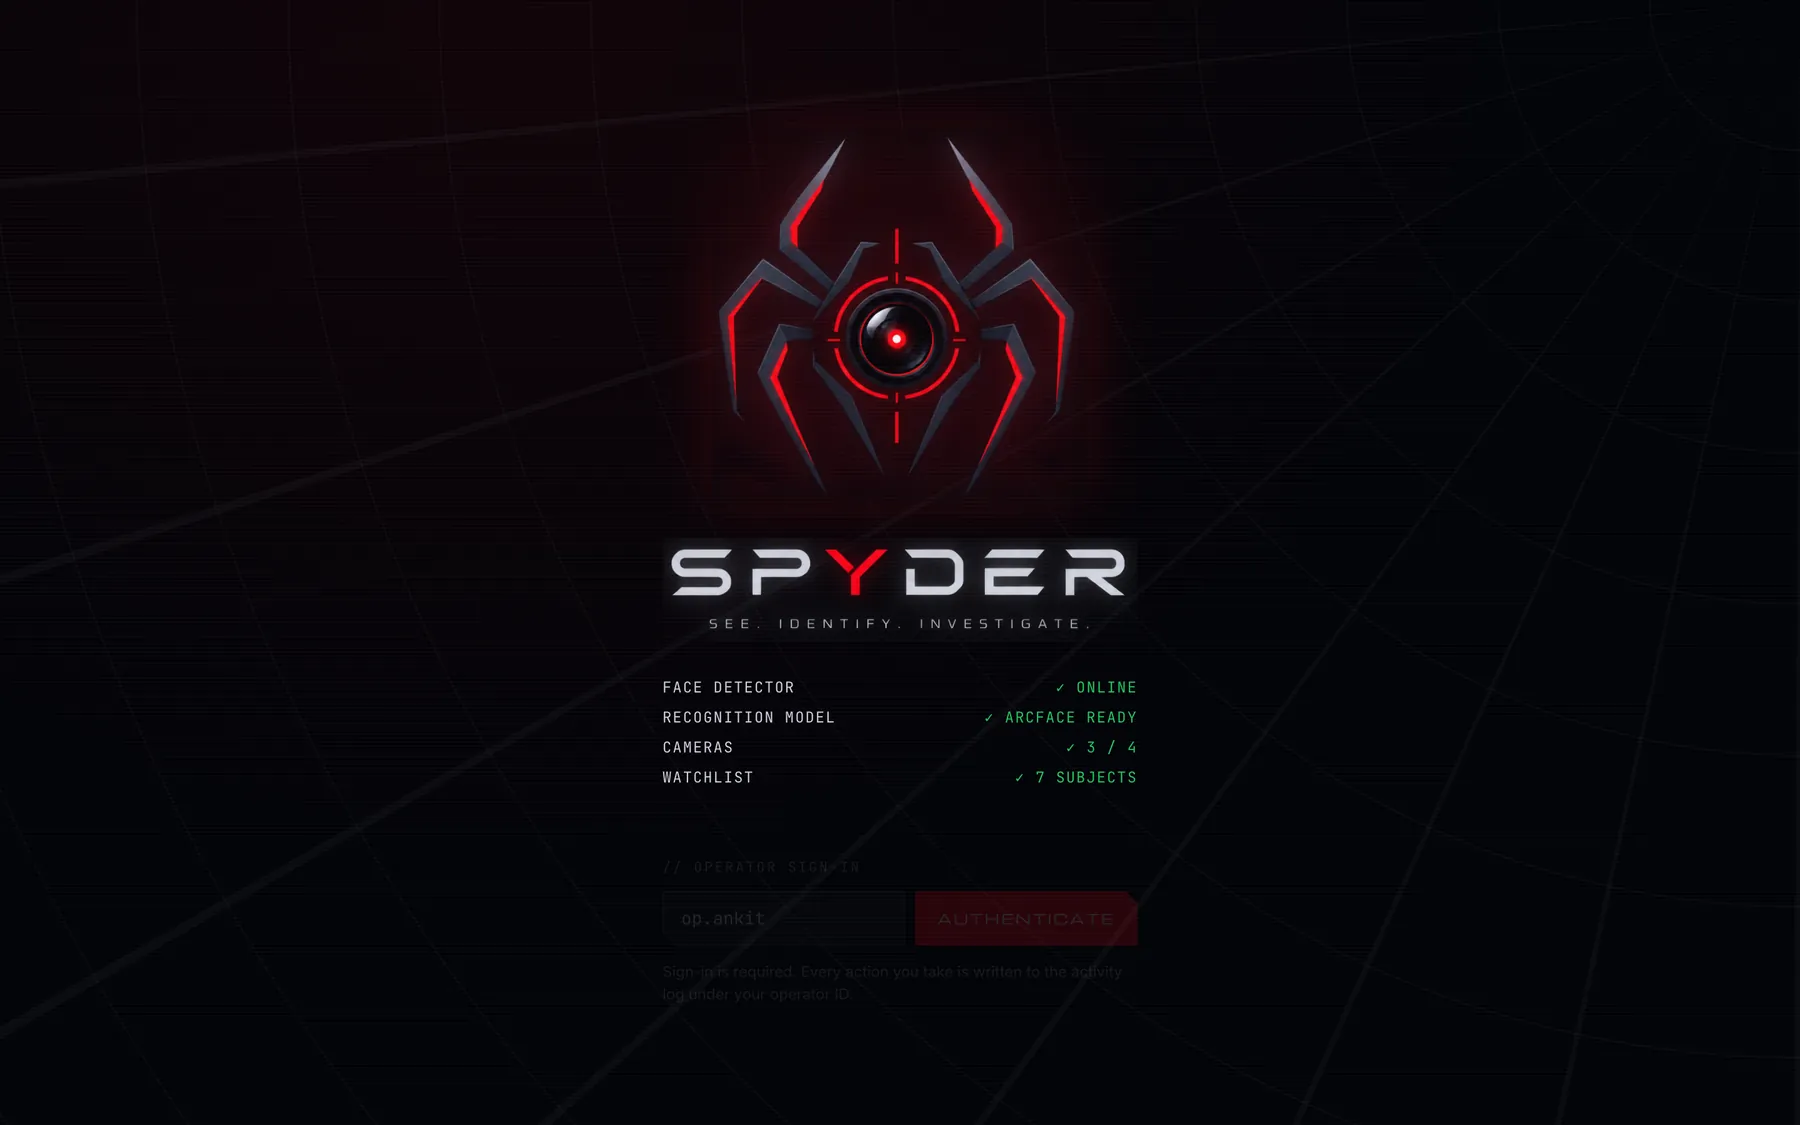 SPYDER
SEE. IDENTIFY. INVESTIGATE.
FACE DETECTOR ✓ ONLINE
RECOGNITION MODEL ✓ ARCFACE READY
CAMERAS ✓ 3 / 4
WATCHLIST ✓ 7 SUBJECTS
// OPERATOR SIGN-IN
op.ankit AUTHENTICATE
Sign-in is required. Every action you take is written to the activity
log under your operator ID.